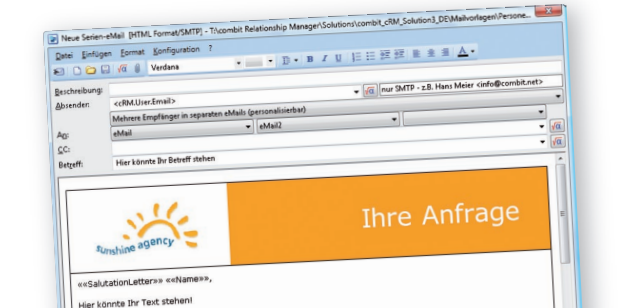 Neue Serien-eMail [HTML Format/SMTP] - T:\combit Relationship Manager\Solutions\combit_cRM_Solution3_DE\Mailvorlagen\Persone...
Datei Einfügen Format Konfiguration ?
Verdana D B I U A
Beschreibung:
Absender: <cRM.User.Email> nur SMTP - z.B. Hans Meier <info@combit.net>
Mehrere Empfänger in separaten eMails (personalisierbar)
An: eMail eMail2
CC:
Betreff: Hier könnte Ihr Betreff stehen
sunshine agency
Ihre Anfrage
««SalutationLetter»» ««Name»»,
Hier könnte Ihr Text stehen!